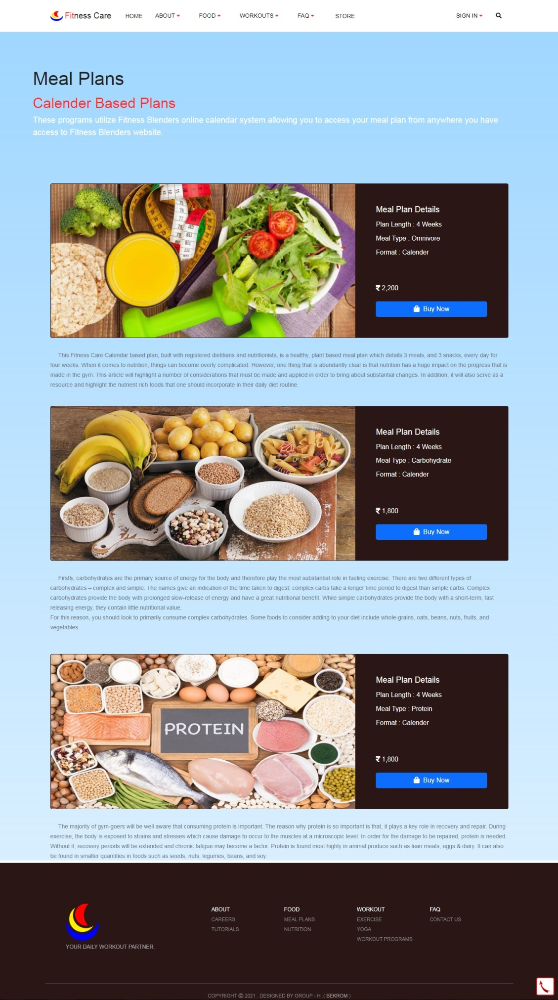 Fitness Care HOME ABOUT FOOD WORKOUTS FAQ STORE SIGN IN
Meal Plans
Calender Based Plans
These programs utilize Fitness Blenders online calendar system allowing you to access your meal plan from anywhere you have
access to Fitness Blenders website.
Meal Plan Details
Plan Length : 4 Weeks
Meal Type : Omnivore
Format : Calender
₹ 2,200
Buy Now
This Fitness Care Calendar based plan, built with registered dietitians and nutritionists, is a healthy, plant based meal plan which details 3 meals, and 3 snacks, every day for
four weeks. When it comes to nutrition, things can become overly complicated. However, one thing that is abundantly clear is that nutrition has a huge impact on the progress that is
made in the gym. This article will highlight a number of considerations that must be made and applied in order to bring about substantial changes. In addition, it will also serve as a
resource and highlight the nutrient rich foods that one should incorporate in their daily diet routine.
Meal Plan Details
Plan Length : 4 Weeks
Meal Type : Carbohydrate
Format : Calender
₹ 1,800
Buy Now
Firstly, carbohydrates are the primary source of energy for the body and therefore play the most substantial role in fueling exercise. There are two different types of
carbohydrates – complex and simple. The names give an indication of the time taken to digest; complex carbs take a longer time period to digest than simple carbs. Complex
carbohydrates provide the body with prolonged slow-release of energy and have a great nutritional benefit. While simple carbohydrates provide the body with a short-term, fast
releasing energy, they contain little nutritional value.
For this reason, you should look to primarily consume complex carbohydrates. Some foods to consider adding to your diet include whole-grains, oats, beans, nuts, fruits, and
vegetables.
PROTEIN
Meal Plan Details
Plan Length : 4 Weeks
Meal Type : Protein
Format : Calender
₹ 1,800
Buy Now
The majority of gym-goers will be well aware that consuming protein is important. The reason why protein is so important is that, it plays a key role in recovery and repair. During
exercise, the body is exposed to strains and stresses which cause damage to occur to the muscles at a microscopic level. In order for the damage to be repaired, protein is needed.
Without it, recovery periods will be extended and chronic fatigue may become a factor. Protein is found most highly in animal produce such as lean meats, eggs & dairy. It can also
be found in smaller quantities in foods such as seeds, nuts, legumes, beans, and soy.
YOUR DAILY WORKOUT PARTNER.
ABOUT
CAREERS
TUTORIALS
FOOD
MEAL PLANS
NUTRITION
WORKOUT
EXERCISE
YOGA
WORKOUT PROGRAMS
FAQ
CONTACT US
COPYRIGHT © 2021 . DESIGNED BY GROUP - H .( BEKROM )